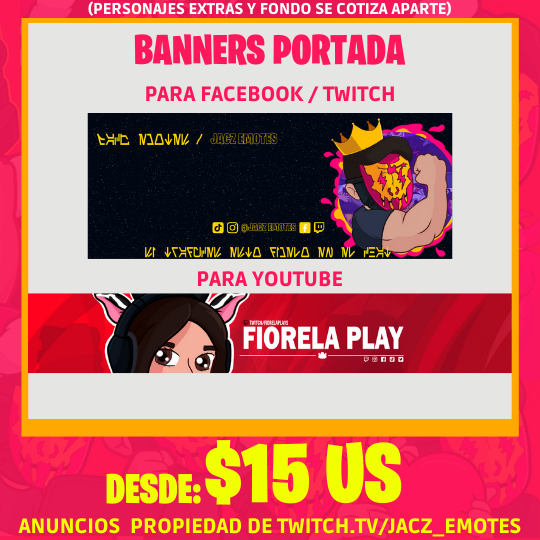 (PERSONAJES EXTRAS Y FONDO SE COTIZA APARTE)
BANNERS PORTADA
PARA FACEBOOK / TWITCH
/ JACZ EMOTES
@JACZ EMOTES
PARA YOUTUBE
TWITCH/FIORELAPLAYS
FIORELA PLAY
DESDE: $15 US
ANUNCIOS PROPIEDAD DE TWITCH.TV/JACZ_EMOTES